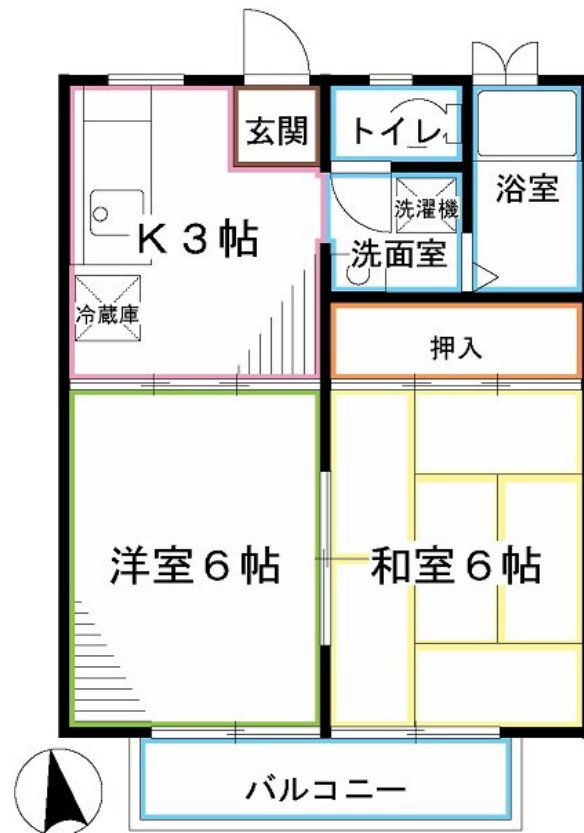 玄関
トイレ
浴室
洗濯機
K3帖
洗面室
冷蔵庫
押入
洋室6帖
和室6帖
バルコニー